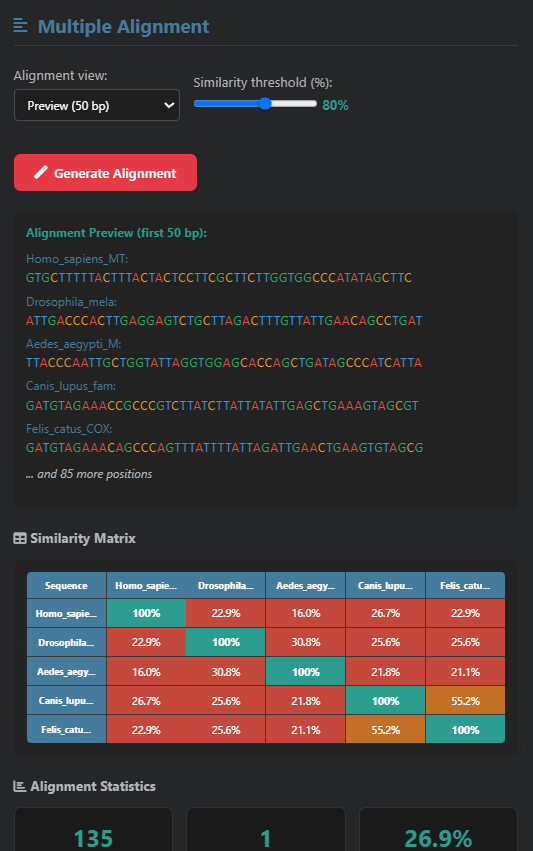 Multiple Alignment
Alignment view:
Similarity threshold (%):
Preview (50 bp)
80%
Generate Alignment
Alignment Preview (first 50 bp):
Homo_sapiens_MT:
GTGCTTTTTACTTTACTACTCCTTCGCTTCTTGGTGGCCCATATAGCTTC
Drosophila_mela:
ATTGACCCACTTGAGGAGTCTGCTTAGACTTTGTTATTGAACAGCCTGAT
Aedes_aegypti_M:
TTACCCAATTGCTGGTATTAGGTGGAGCACCAGCTGATAGCCCATCATTA
Canis_lupus_fam:
GATGTAGAAACCGCCCGTCTTATCTTATTATATTGAGCTGAAAGTAGCGT
Felis_catus_COX:
GATGTAGAAACAGCCCAGTTTATTTTATTAGATTGAACTGAAGTGTAGCG
... and 85 more positions
Similarity Matrix
Sequence Homo_sapie... Drosophila... Aedes_aegy... Canis_lupu... Felis_catu...
Homo_sapie... 100% 22.9% 16.0% 26.7% 22.9%
Drosophila... 22.9% 100% 30.8% 25.6% 25.6%
Aedes_aegy... 16.0% 30.8% 100% 21.8% 21.1%
Canis_lupu... 26.7% 25.6% 21.8% 100% 55.2%
Felis_catu... 22.9% 25.6% 21.1% 55.2% 100%
Alignment Statistics
135 1 26.9%